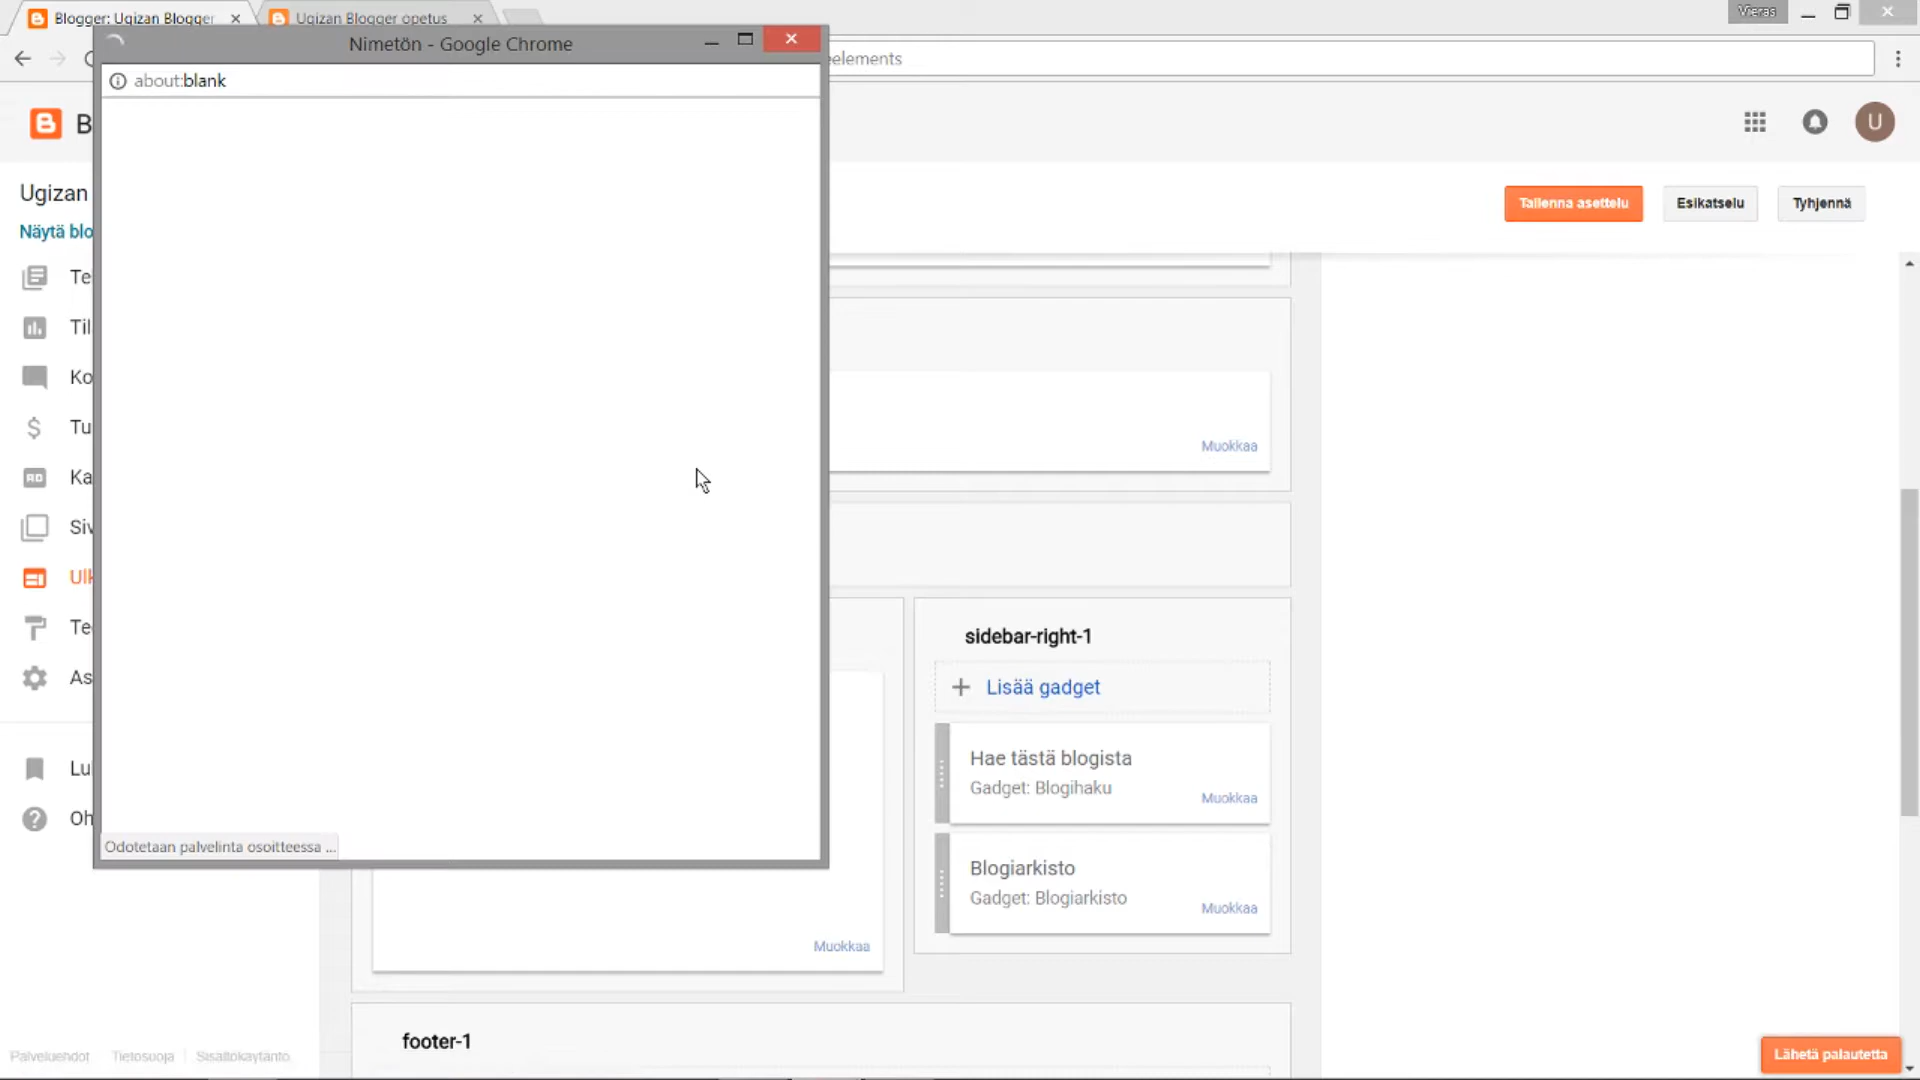 Blogger: Ugizan Blogger
Ugizan Blogger opetus
Vieras
Nimetön - Google Chrome
about:blank
elements
B
U
Ugizan
Näytä blo
Tallenna asettelu
Esikatselu
Tyhjennä
Te
Til
Ko
Tu
Ka
Siv
Ulk
Te
As
Lu
Oh
Muokkaa
sidebar-right-1
Lisää gadget
Hae tästä blogista
Gadget: Blogihaku
Muokkaa
Blogiarkisto
Gadget: Blogiarkisto
Muokkaa
Odotetaan palvelinta osoitteessa ...
Muokkaa
footer-1
Palveluehdot
Tietosuoja
Sisältökäytäntö
Lähetä palautetta